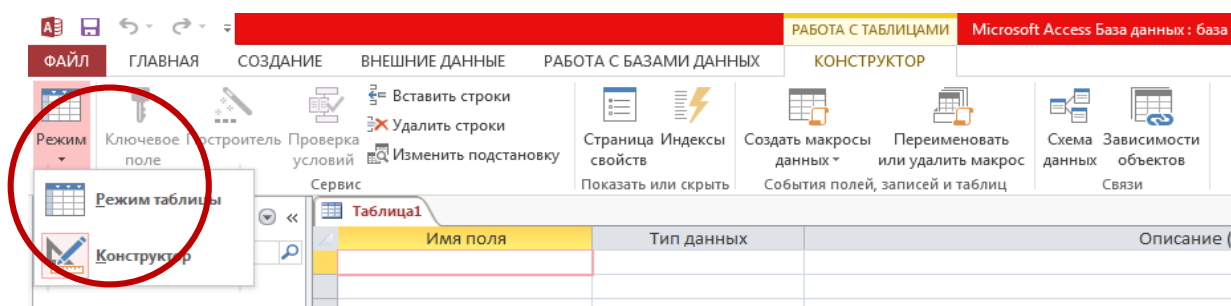 РАБОТА С ТАБЛИЦАМИ Microsoft Access База данных : база
ФАЙЛ ГЛАВНАЯ СОЗДАНИЕ ВНЕШНИЕ ДАННЫЕ РАБОТА С БАЗАМИ ДАННЫХ КОНСТРУКТОР
Режим
Ключевое поле
Построитель
Проверка условий
Вставить строки
Удалить строки
Изменить подстановку
Сервис
Страница свойств
Индексы
Показать или скрыть
Создать макросы данных
Переименовать или удалить макрос
События полей, записей и таблиц
Схема данных
Зависимости объектов
Связи
Режим таблицы
Конструктор
Таблица1
Имя поля Тип данных Описание (